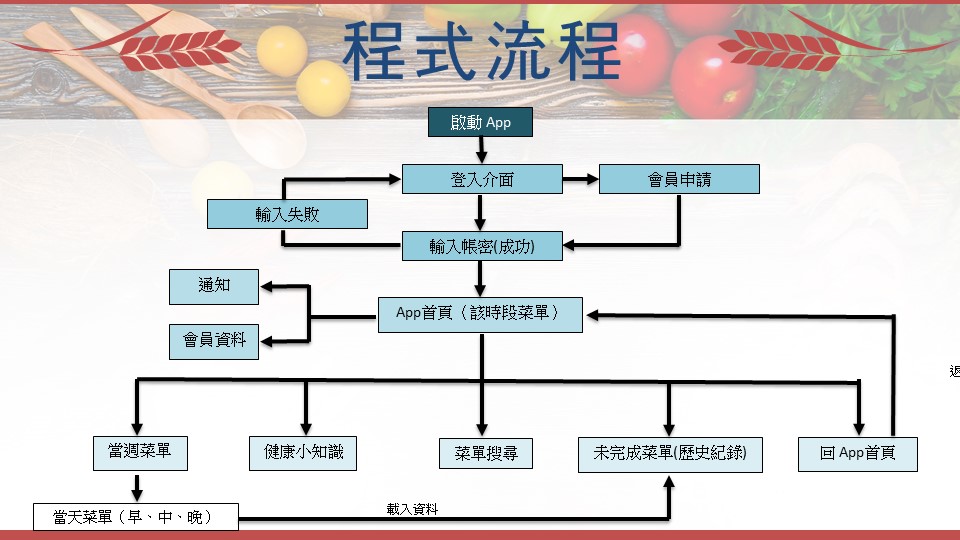 程式流程
啟動 App
登入介面
會員申請
輸入失敗
輸入帳密(成功)
通知
App首頁（該時段菜單）
會員資料
返
當週菜單
健康小知識
菜單搜尋
未完成菜單(歷史紀錄)
回 App首頁
載入資料
當天菜單（早、中、晚）